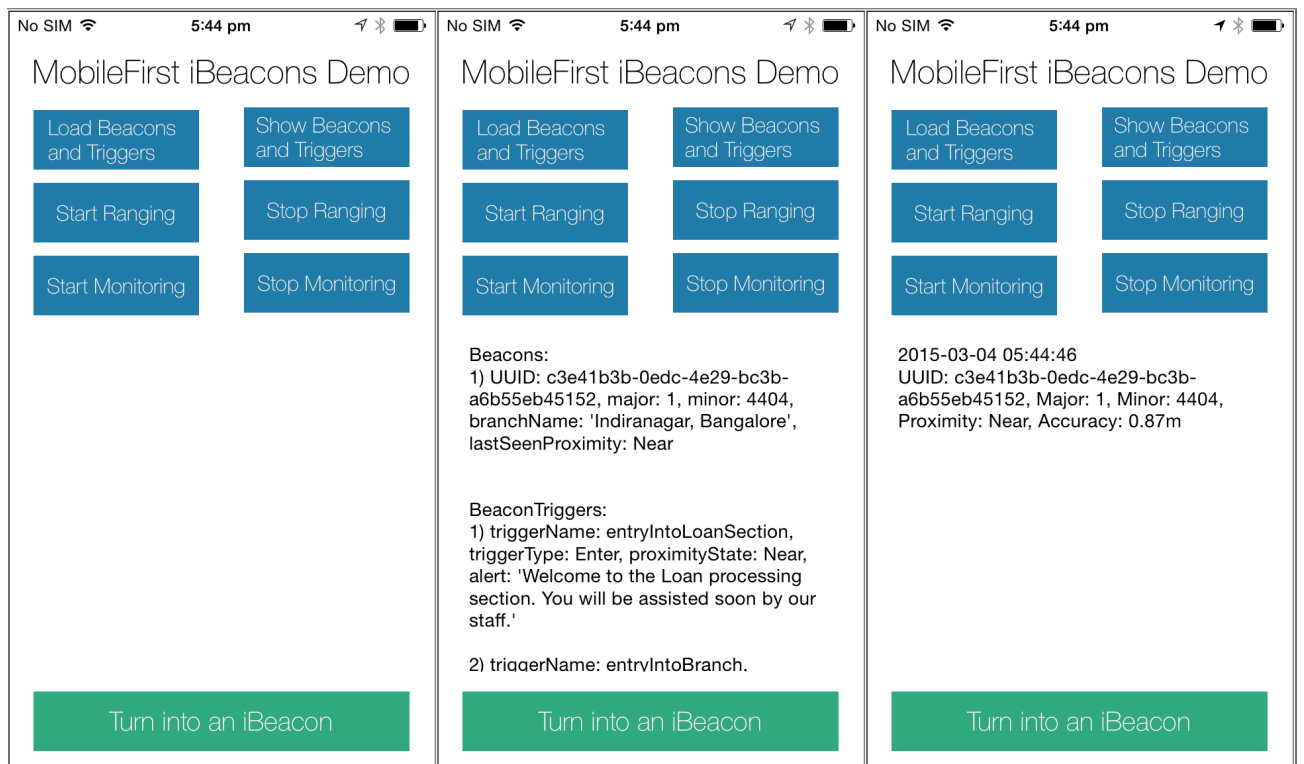 No SIM 5:44 pm
MobileFirst iBeacons Demo
Load Beacons
and Triggers
Show Beacons
and Triggers
Start Ranging
Stop Ranging
Start Monitoring
Stop Monitoring
Turn into an iBeacon
No SIM 5:44 pm
MobileFirst iBeacons Demo
Load Beacons
and Triggers
Show Beacons
and Triggers
Start Ranging
Stop Ranging
Start Monitoring
Stop Monitoring
Beacons:
1) UUID: c3e41b3b-0edc-4e29-bc3b-
a6b55eb45152, major: 1, minor: 4404,
branchName: 'Indiranagar, Bangalore',
lastSeenProximity: Near
BeaconTriggers:
1) triggerName: entryIntoLoanSection,
triggerType: Enter, proximityState: Near,
alert: 'Welcome to the Loan processing
section. You will be assisted soon by our
staff.'
2) triggerName: entryIntoBranch,
Turn into an iBeacon
No SIM 5:44 pm
MobileFirst iBeacons Demo
Load Beacons
and Triggers
Show Beacons
and Triggers
Start Ranging
Stop Ranging
Start Monitoring
Stop Monitoring
2015-03-04 05:44:46
UUID: c3e41b3b-0edc-4e29-bc3b-
a6b55eb45152, Major: 1, Minor: 4404,
Proximity: Near, Accuracy: 0.87m
Turn into an iBeacon